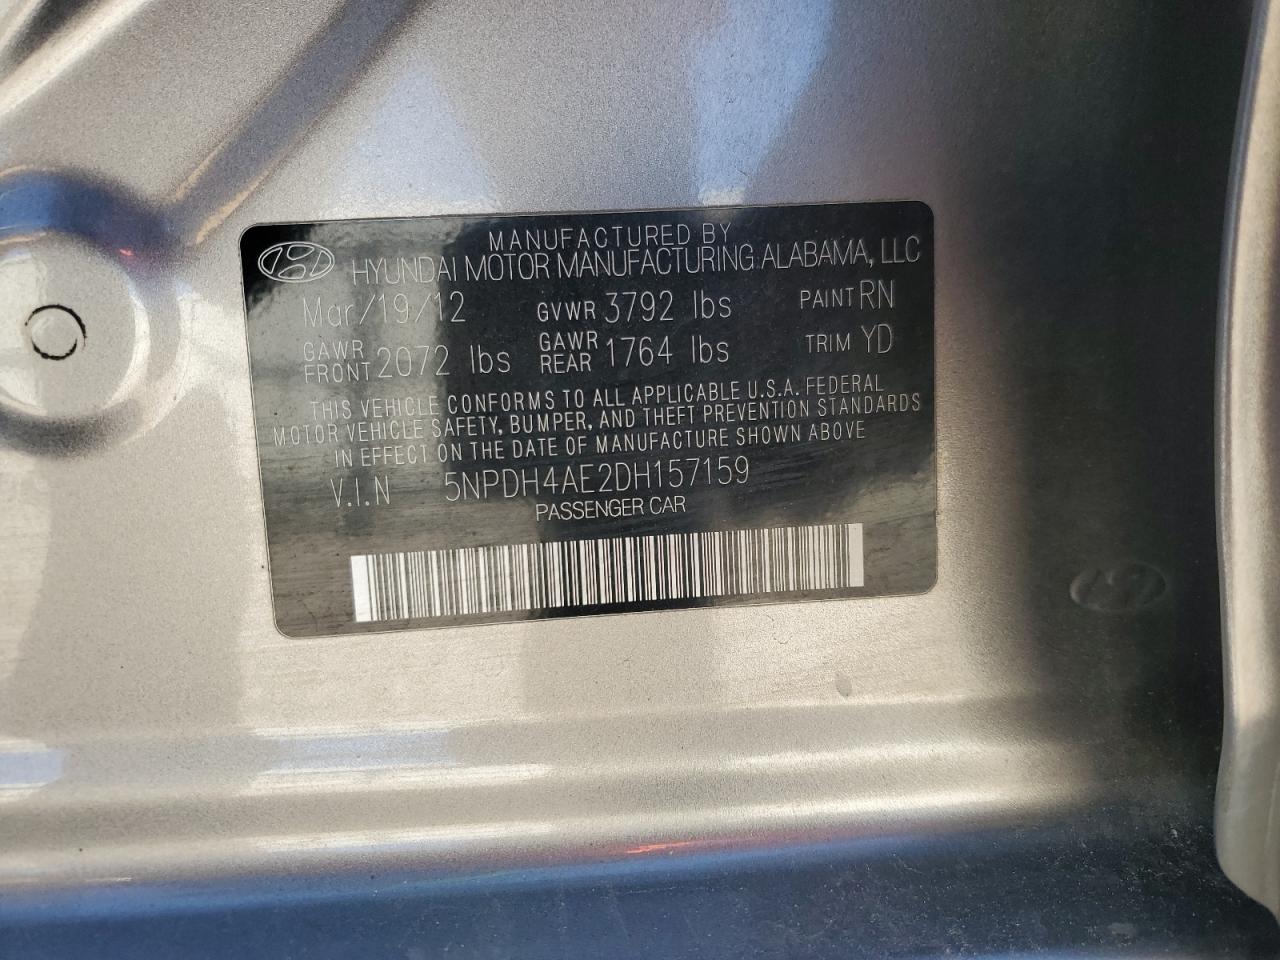 MANUFACTURED BY
HYUNDAI MOTOR MANUFACTURING ALABAMA, LLC
Mar/19/12 GVWR 3792 lbs PAINT RN
GAWR FRONT 2072 lbs GAWR REAR 1764 lbs TRIM YD
THIS VEHICLE CONFORMS TO ALL APPLICABLE U.S.A. FEDERAL
MOTOR VEHICLE SAFETY, BUMPER, AND THEFT PREVENTION STANDARDS
IN EFFECT ON THE DATE OF MANUFACTURE SHOWN ABOVE
V.I.N 5NPDH4AE2DH157159
PASSENGER CAR